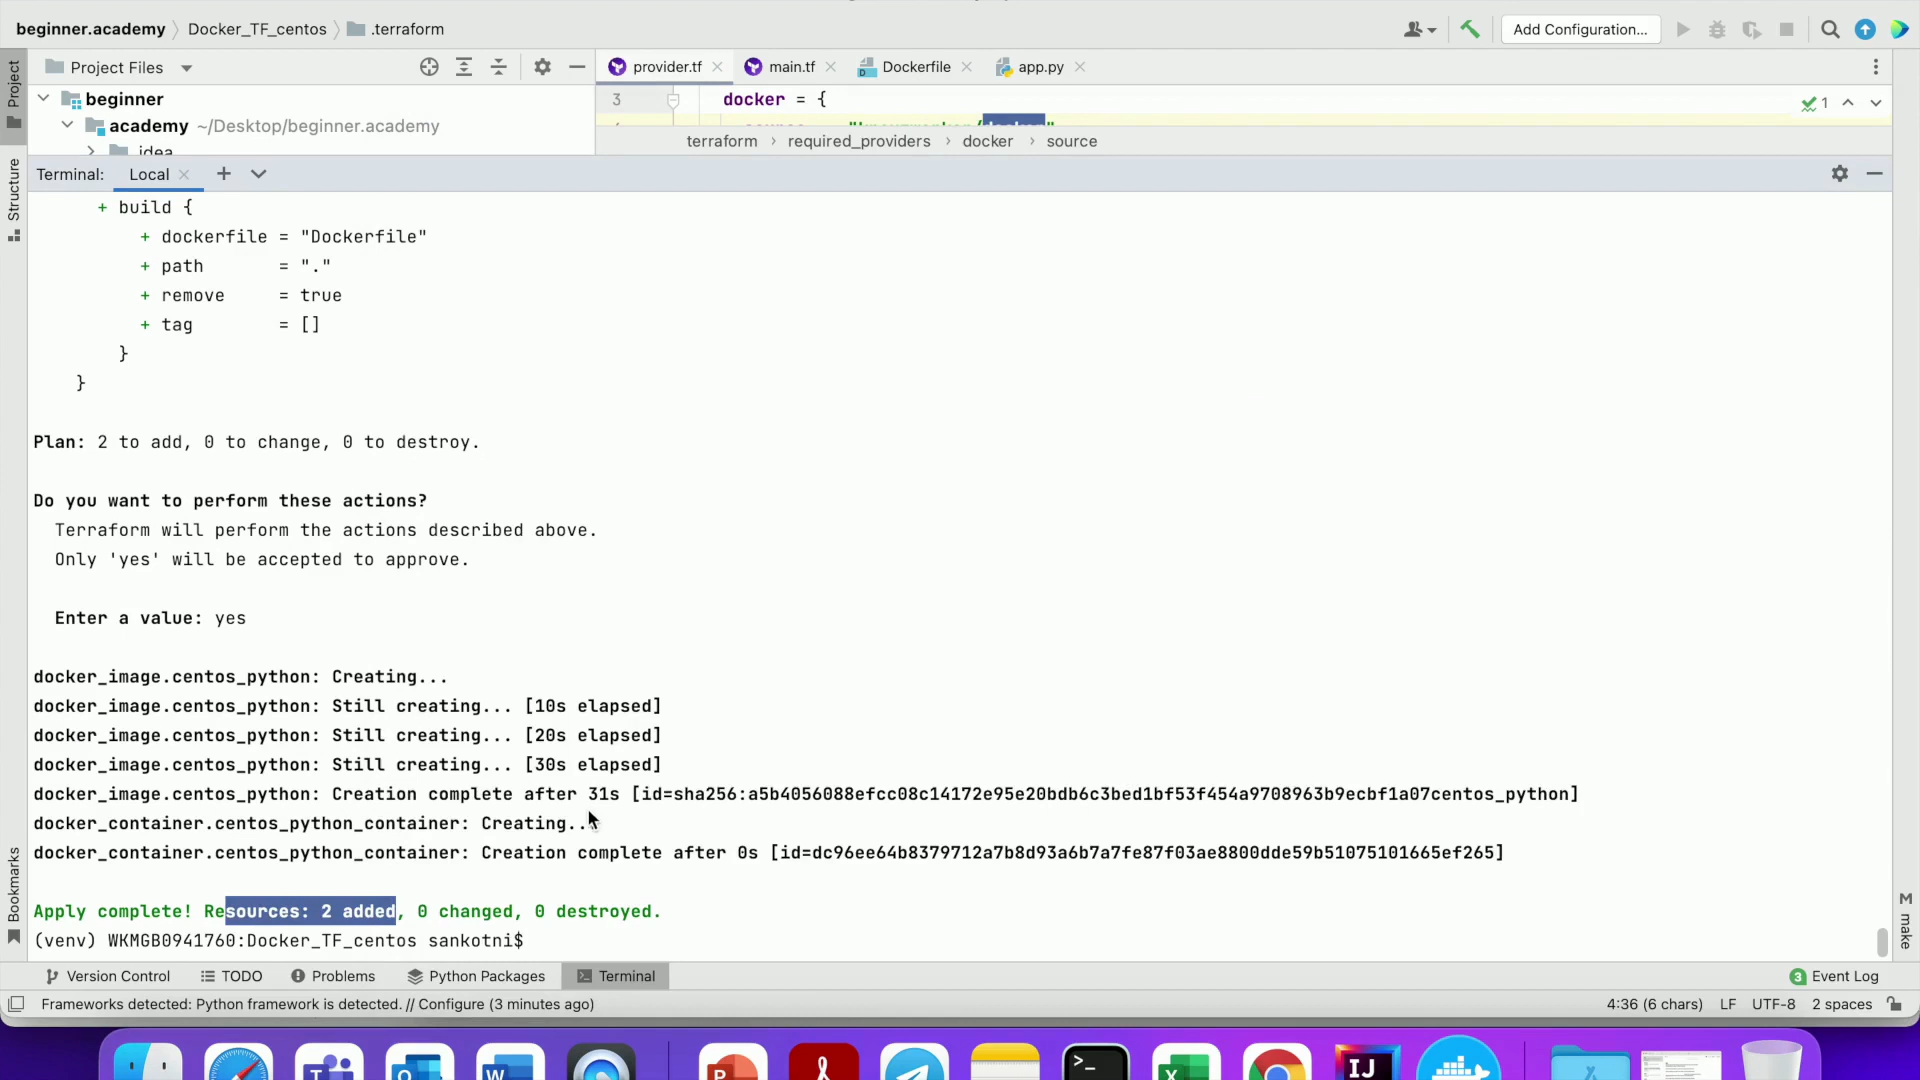 beginner.academy Docker_TF_centos .terraform Add Configuration...
Project Files provider.tf main.tf Dockerfile app.py
beginner 3 docker = { 1
academy ~/Desktop/beginner.academy
terraform required_providers docker source
idea
Terminal: Local
+ build {
+ dockerfile = "Dockerfile"
+ path = "."
+ remove = true
+ tag = []
}
}
Plan: 2 to add, 0 to change, 0 to destroy.
Do you want to perform these actions?
Terraform will perform the actions described above.
Only 'yes' will be accepted to approve.
Enter a value: yes
docker_image.centos_python: Creating...
docker_image.centos_python: Still creating... [10s elapsed]
docker_image.centos_python: Still creating... [20s elapsed]
docker_image.centos_python: Still creating... [30s elapsed]
docker_image.centos_python: Creation complete after 31s [id=sha256:a5b4056088efcc08c14172e95e20bdb6c3bed1bf53f454a9708963b9ecbf1a07centos_python]
docker_container.centos_python_container: Creating..
docker_container.centos_python_container: Creation complete after 0s [id=dc96ee64b8379712a7b8d93a6b7a7fe87f03ae8800dde59b51075101665ef265]
Apply complete! Resources: 2 added, 0 changed, 0 destroyed.
(venv) WKMGB0941760:Docker_TF_centos sankotni$
Project
Structure
Bookmarks
M make
Version Control TODO Problems Python Packages Terminal 3 Event Log
Frameworks detected: Python framework is detected. // Configure (3 minutes ago) 4:36 (6 chars) LF UTF-8 2 spaces
IJ